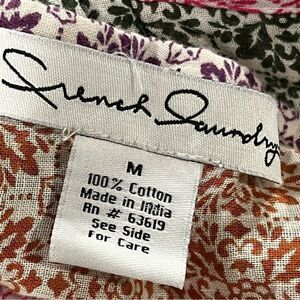 French Laundry
M
100% Cotton
Made in India
Rn # 63619
See Side
For Care